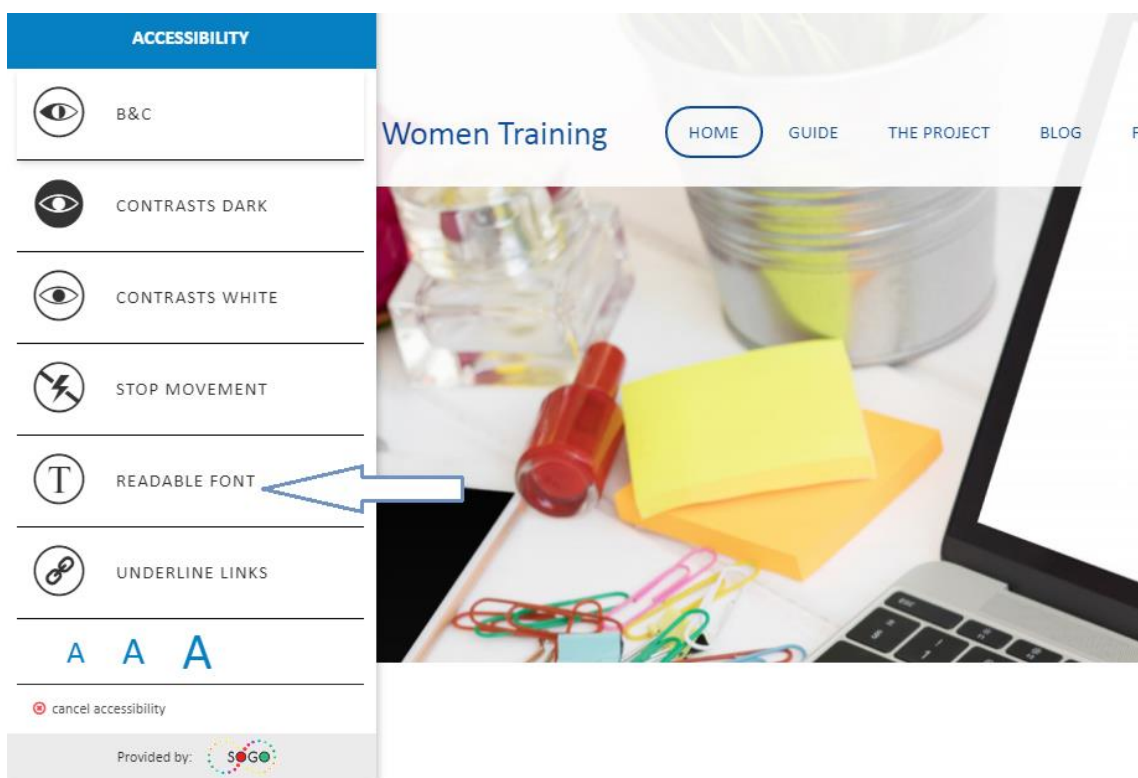 ACCESSIBILITY
B&C
CONTRASTS DARK
CONTRASTS WHITE
STOP MOVEMENT
T
READABLE FONT
UNDERLINE LINKS
A A A
cancel accessibility
Provided by: SOGO
Women Training
HOME GUIDE THE PROJECT BLOG
esc